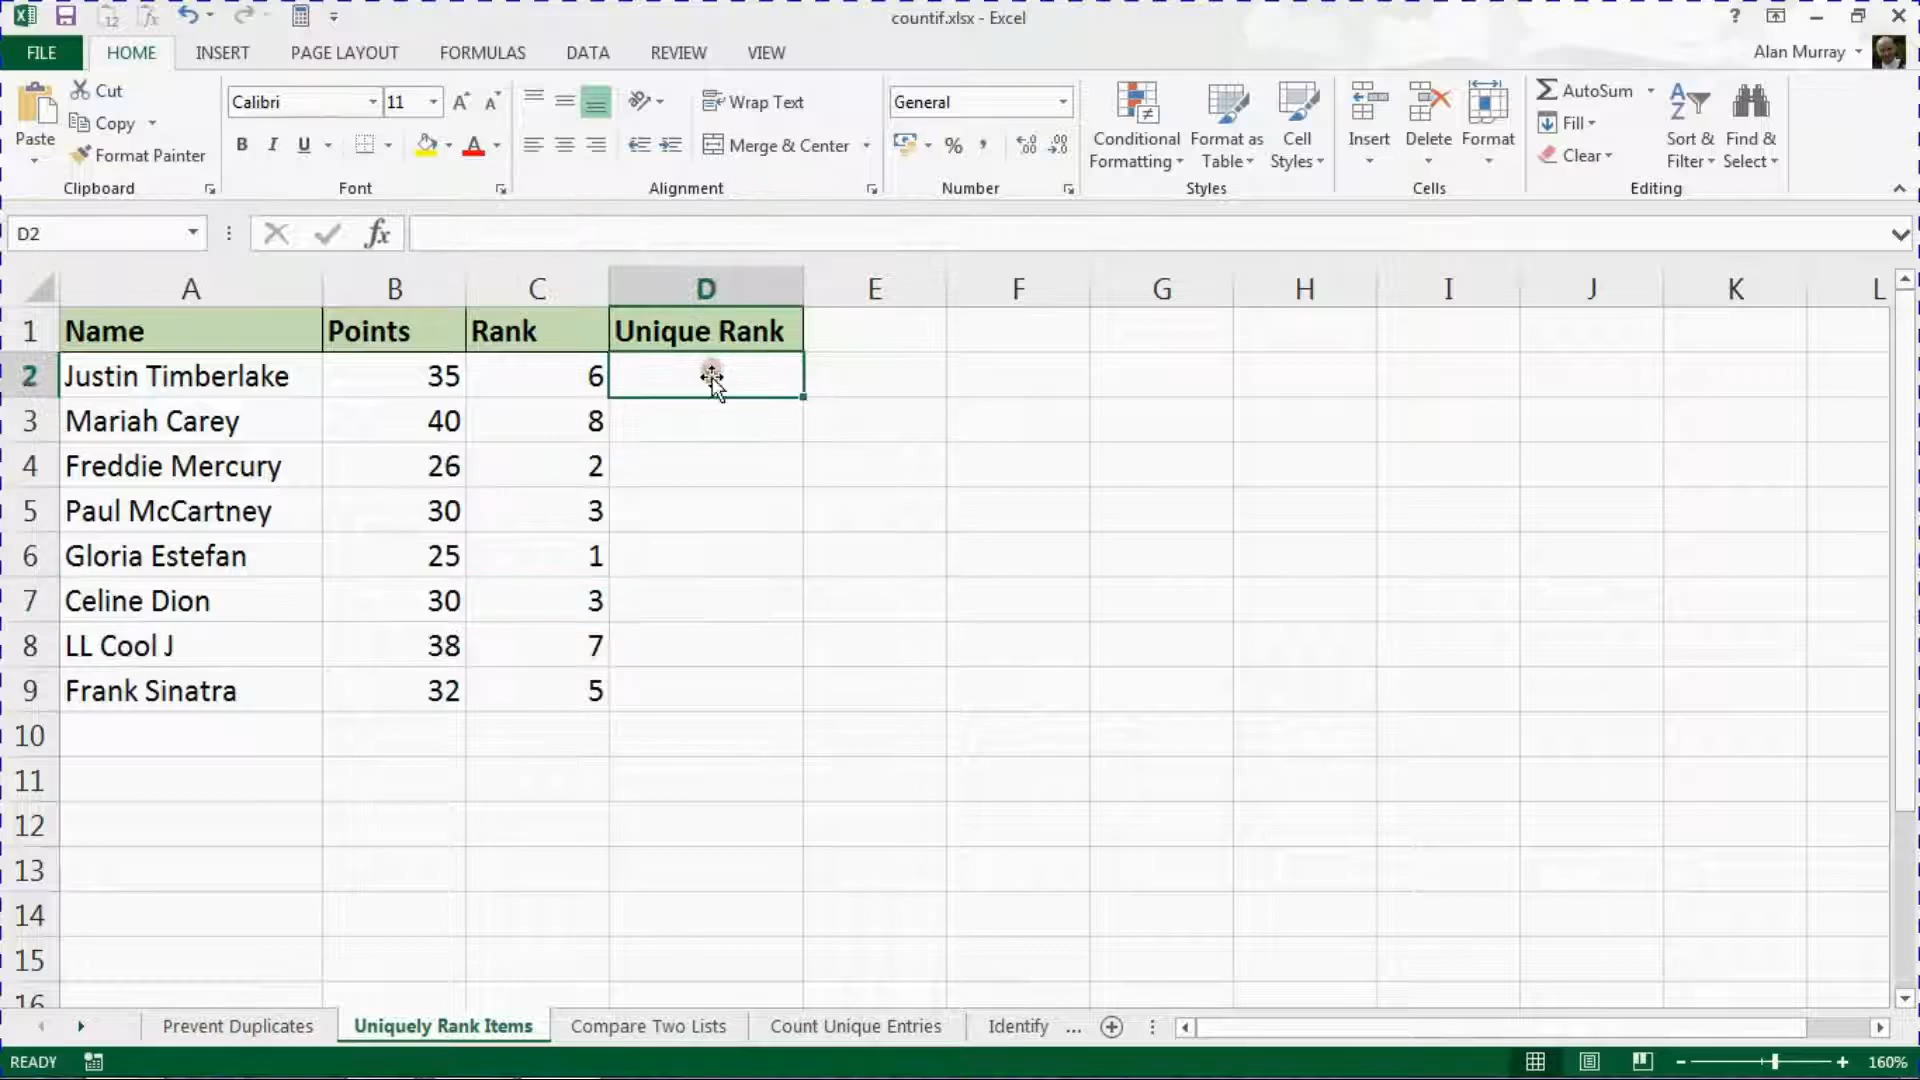 countif.xlsx - Excel
?
FILE HOME INSERT PAGE LAYOUT FORMULAS DATA REVIEW VIEW Alan Murray
Paste
Cut
Copy
Format Painter
Clipboard
Calibri 11
B I U
Font
Wrap Text
Merge & Center
Alignment
General
%
Number
Conditional Formatting
Format as Table
Cell Styles
Styles
Insert Delete Format
Cells
AutoSum
Fill
Clear
Sort & Filter
Find & Select
Editing
D2 fx
A B C D E F G H I J K L
1 Name Points Rank Unique Rank
2 Justin Timberlake 35 6
3 Mariah Carey 40 8
4 Freddie Mercury 26 2
5 Paul McCartney 30 3
6 Gloria Estefan 25 1
7 Celine Dion 30 3
8 LL Cool J 38 7
9 Frank Sinatra 32 5
10
11
12
13
14
15
16
Prevent Duplicates Uniquely Rank Items Compare Two Lists Count Unique Entries Identify ...
READY 160%